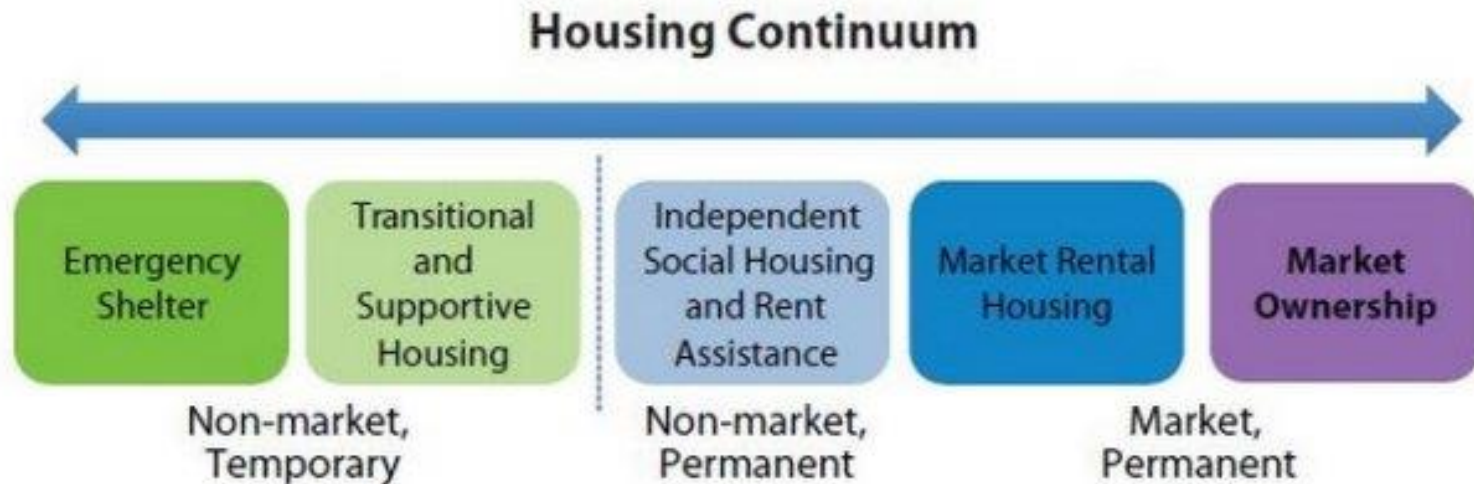 Housing Continuum
Emergency
Shelter
Transitional
and
Supportive
Housing
Independent
Social Housing
and Rent
Assistance
Market Rental
Housing
Market
Ownership
Non-market,
Temporary
Non-market,
Permanent
Market,
Permanent